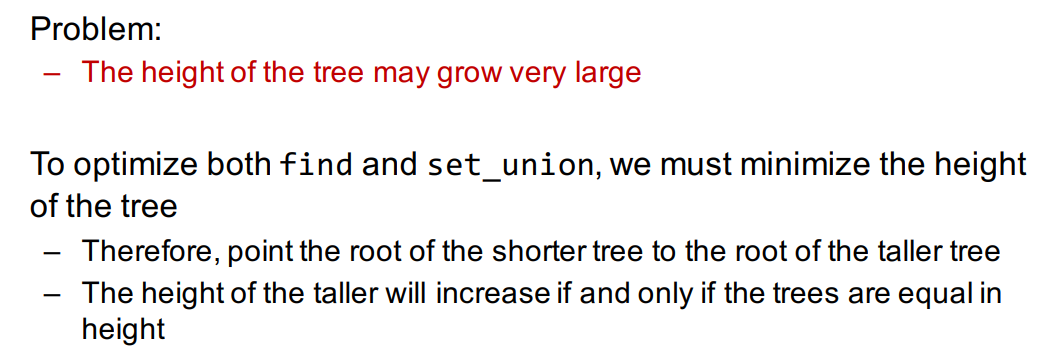 Problem:
– The height of the tree may grow very large
To optimize both find and set_union, we must minimize the height
of the tree
– Therefore, point the root of the shorter tree to the root of the taller tree
– The height of the taller will increase if and only if the trees are equal in
height